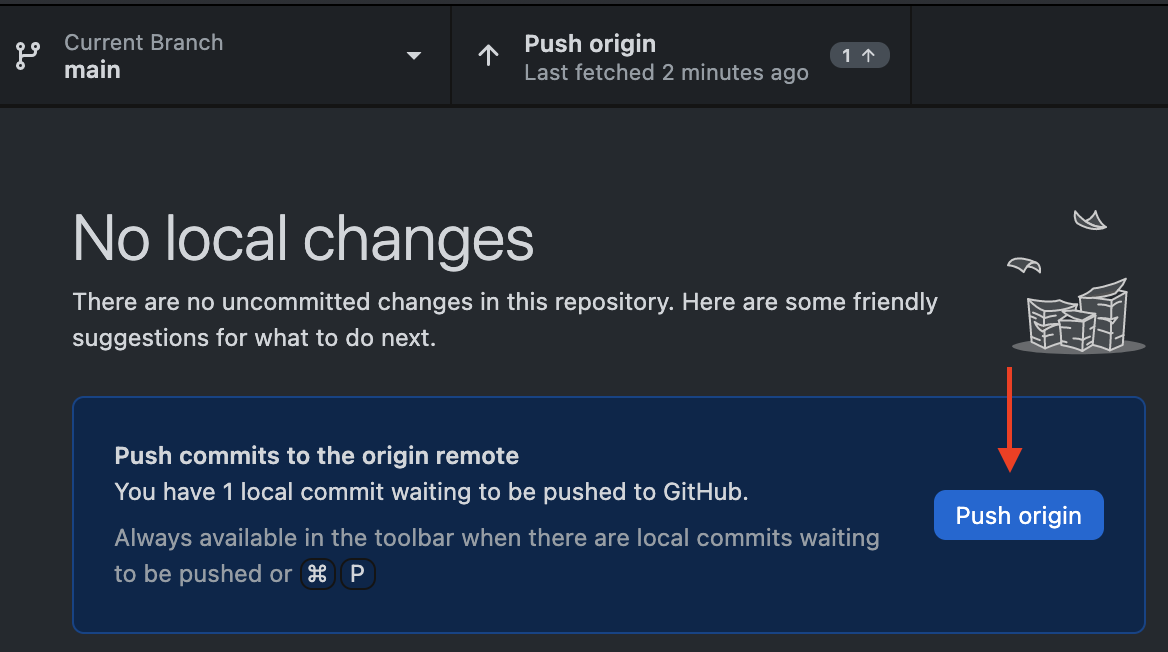 Current Branch
main
Push origin
Last fetched 2 minutes ago
1 ↑
No local changes
There are no uncommitted changes in this repository. Here are some friendly
suggestions for what to do next.
Push commits to the origin remote
You have 1 local commit waiting to be pushed to GitHub.
Always available in the toolbar when there are local commits waiting
to be pushed or ⌘ P
Push origin